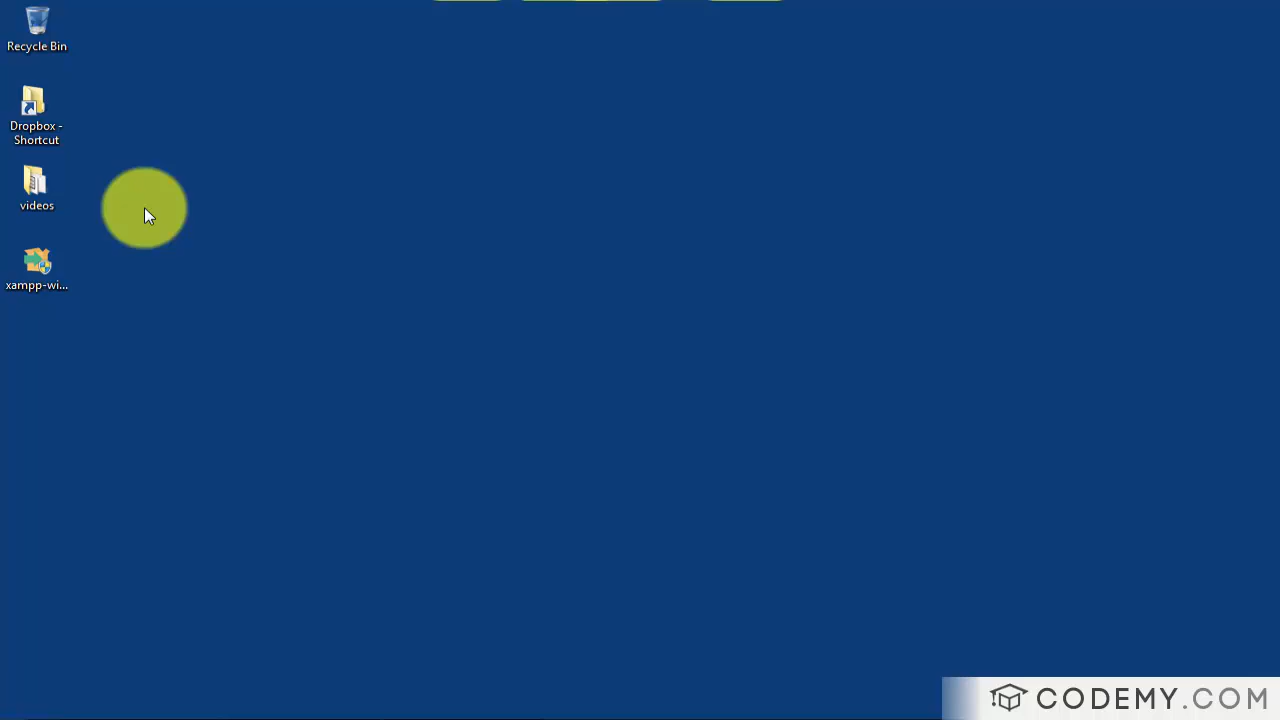 Recycle Bin
Dropbox -
Shortcut
videos
xampp-wi...
CODEMY.COM